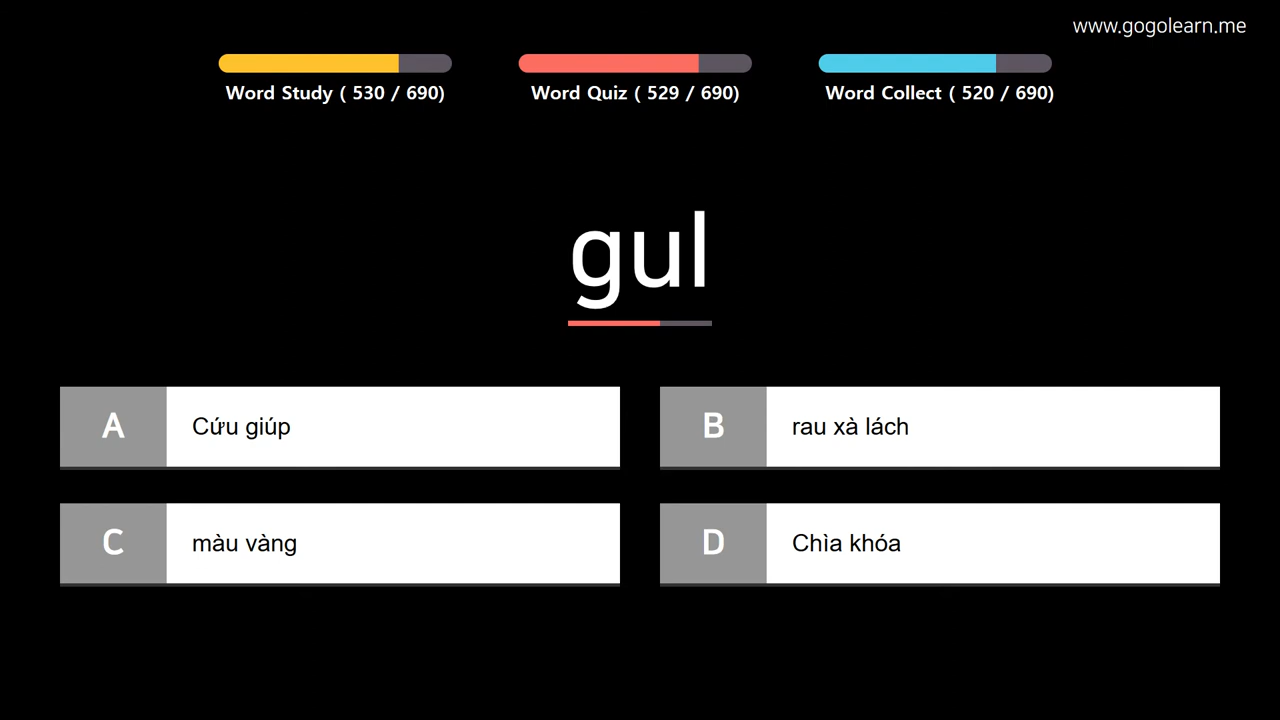 www.gogolearn.me
Word Study ( 530 / 690)
Word Quiz ( 529 / 690)
Word Collect ( 520 / 690)
gul
A Cứu giúp
B rau xà lách
C màu vàng
D Chìa khóa